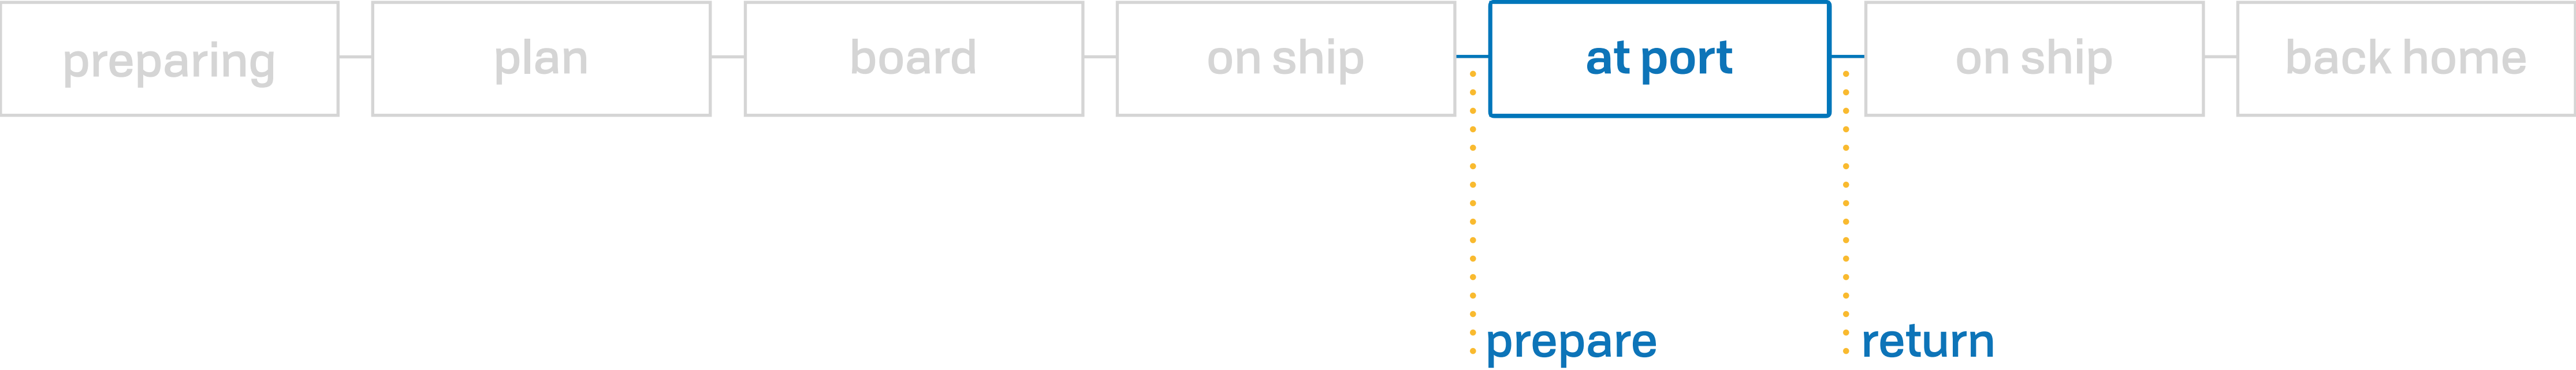 preparing
plan
board
on ship
at port
on ship
back home
prepare
return